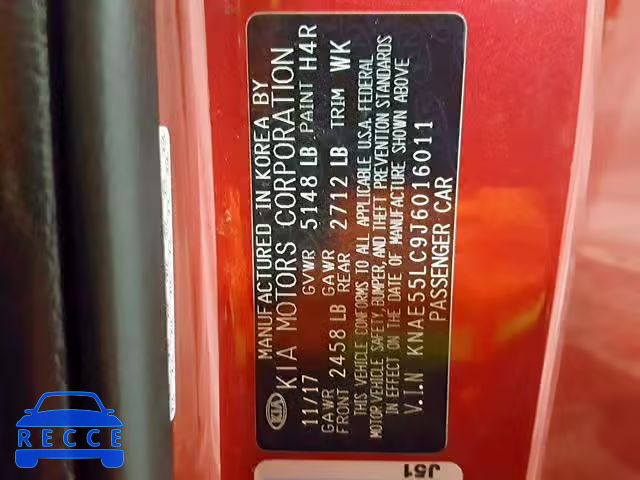 MANUFACTURED IN KOREA BY
KIA KIA MOTORS CORPORATION
11/17 GVWR 5148 LB PAINT H4R
GAWR FRONT 2458 LB GAWR REAR 2712 LB TRIM WK
THIS VEHICLE CONFORMS TO ALL APPLICABLE U.S.A. FEDERAL
MOTOR VEHICLE SAFETY, BUMPER, AND THEFT PREVENTION STANDARDS
IN EFFECT ON THE DATE OF MANUFACTURE SHOWN ABOVE
V.I.N KNAE55LC9J6016011
PASSENGER CAR
J51
RECCE